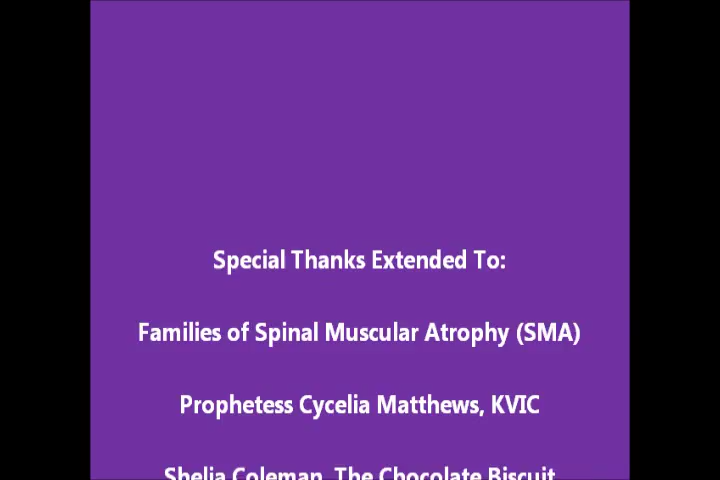 Special Thanks Extended To:
Families of Spinal Muscular Atrophy (SMA)
Prophetess Cycelia Matthews, KVIC
Shelia Coleman, The Chocolate Biscuit